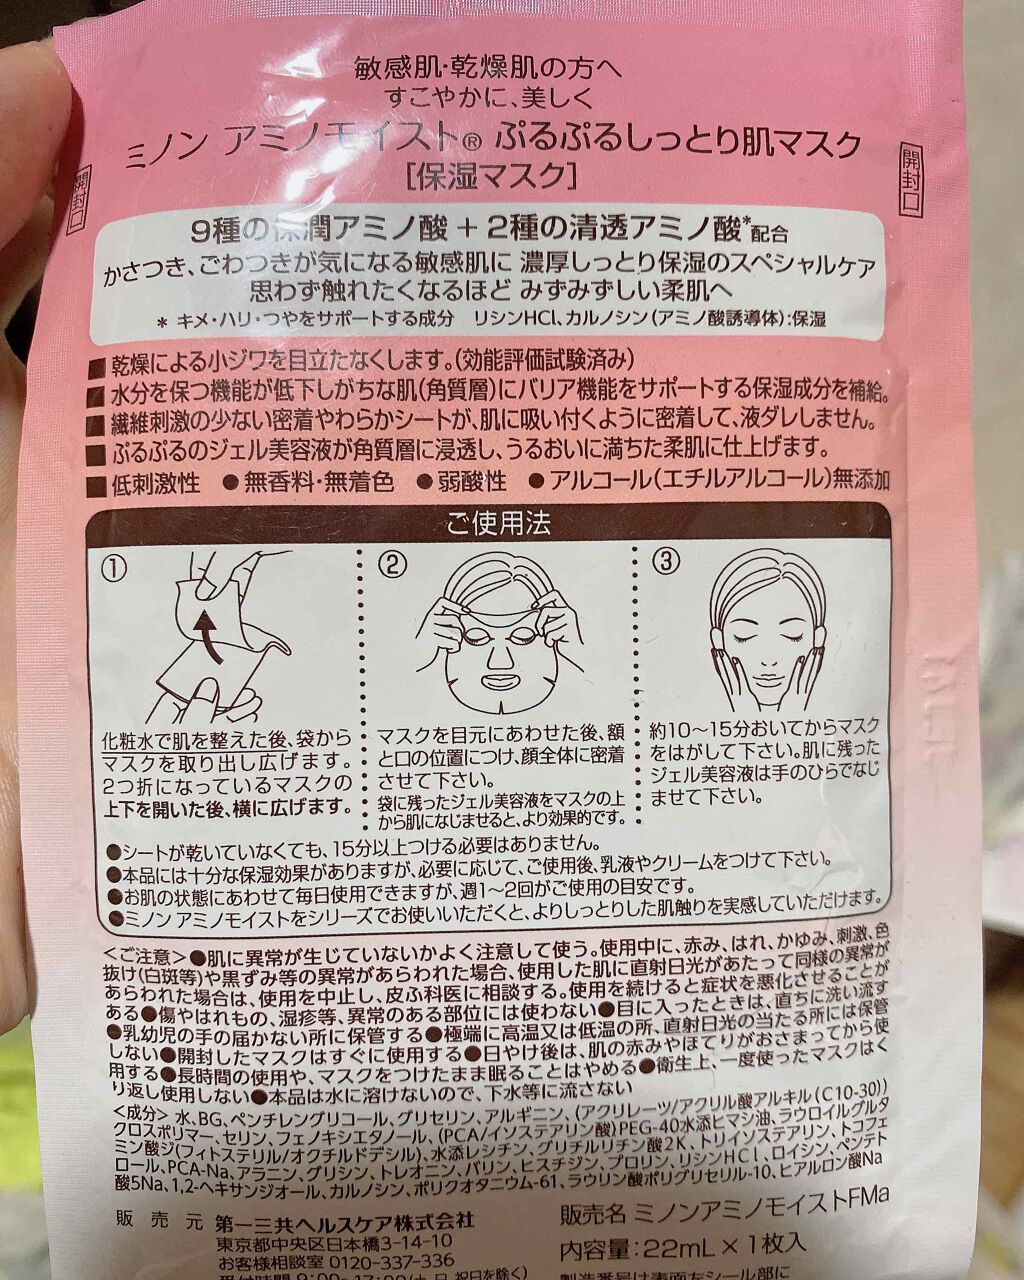 敏感肌・乾燥肌の方へ
すこやかに、美しく
ミノン アミノモイスト® ぷるぷるしっとり肌マスク
[保湿マスク]
開封口
開封口
9種の保潤アミノ酸 + 2種の清透アミノ酸*配合
かさつき、ごわつきが気になる敏感肌に 濃厚しっとり保湿のスペシャルケア
思わず触れたくなるほど みずみずしい柔肌へ
* キメ・ハリ・つやをサポートする成分 リシンHCl、カルノシン(アミノ酸誘導体):保湿
■ 乾燥による小ジワを目立たなくします。(効能評価試験済み)
■ 水分を保つ機能が低下しがちな肌(角質層)にバリア機能をサポートする保湿成分を補給。
■ 繊維刺激の少ない密着やわらかシートが、肌に吸い付くように密着して、液ダレしません。
■ ぷるぷるのジェル美容液が角質層に浸透し、うるおいに満ちた柔肌に仕上げます。
■ 低刺激性 ●無香料・無着色 ●弱酸性 ●アルコール(エチルアルコール)無添加
ご使用法
①
化粧水で肌を整えた後、袋から
マスクを取り出し広げます。
2つ折になっているマスクの
上下を開いた後、横に広げます。
②
マスクを目元にあわせた後、額
と口の位置につけ、顔全体に密着
させて下さい。
袋に残ったジェル美容液をマスクの上
から肌になじませると、より効果的です。
③
約10〜15分おいてからマスク
をはがして下さい。肌に残った
ジェル美容液は手のひらでなじ
ませて下さい。
●シートが乾いていなくても、15分以上つける必要はありません。
●本品には十分な保湿効果がありますが、必要に応じて、ご使用後、乳液やクリームをつけて下さい。
●お肌の状態にあわせて毎日使用できますが、週1〜2回がご使用の目安です。
●ミノン アミノモイストをシリーズでお使いいただくと、よりしっとりした肌触りを実感していただけます。
<ご注意>●肌に異常が生じていないかよく注意して使う。使用中に、赤み、はれ、かゆみ、刺激、色
抜け(白斑等)や黒ずみ等の異常があらわれた場合、使用した肌に直射日光があたって同様の異常が
あらわれた場合は、使用を中止し、皮ふ科医に相談する。使用を続けると症状を悪化させることが
ある●傷やはれもの、湿疹等、異常のある部位には使わない●目に入ったときは、直ちに洗い流す
●乳幼児の手の届かない所に保管する●極端に高温又は低温の所、直射日光の当たる所には保管
しない●開封したマスクはすぐに使用する●日やけ後は、肌の赤みやほてりがおさまってから使
用する●長時間の使用や、マスクをつけたまま眠ることはやめる●衛生上、一度使ったマスクはく
り返し使用しない●本品は水に溶けないので、下水等に流さない
<成分> 水、BG、ペンチレングリコール、グリセリン、アルギニン、(アクリレーツ/アクリル酸アルキル(C10-30))
クロスポリマー、セリン、フェノキシエタノール、(PCA/イソステアリン酸)PEG-40水添ヒマシ油、ラウロイルグルタ
ミン酸ジ(フィトステリル/オクチルドデシル)、水添レシチン、グリチルリチン酸2K、トリイソステアリン、トコフェ
ロール、PCA-Na、アラニン、グリシン、トレオニン、バリン、ヒスチジン、プロリン、リシンHCl、ロイシン、ペンテト
酸5Na、1,2-ヘキサンジオール、カルノシン、ポリクオタニウム-61、ラウリン酸ポリグリセリル-10、ヒアルロン酸Na
販売元 第一三共ヘルスケア株式会社
東京都中央区日本橋3-14-10
お客様相談室 0120-337-336
受付時間 9:00〜17:00(土、日、祝日を除く)
販売名 ミノンアミノモイストFMa
内容量:22mL × 1枚入
製造番号は表面左シール部に